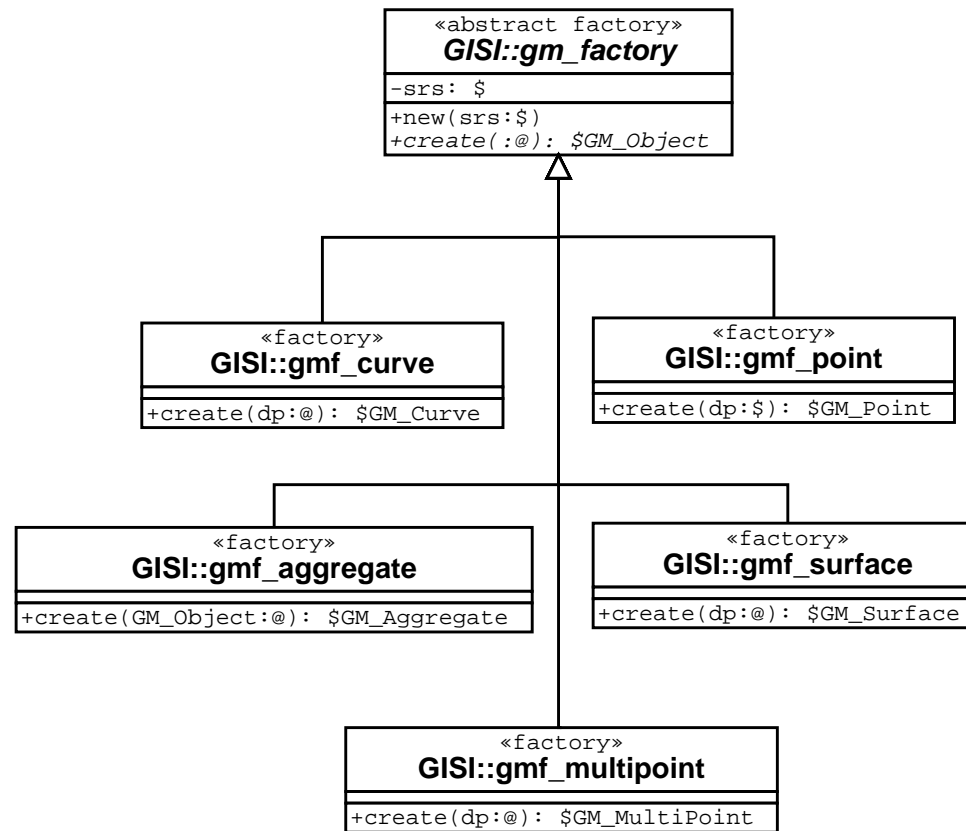 «abstract factory»
GISI::gm_factory
-srs: $
+new(srs:$)
+create(:@): $GM_Object
«factory»
GISI::gmf_curve
+create(dp:@): $GM_Curve
«factory»
GISI::gmf_point
+create(dp:$): $GM_Point
«factory»
GISI::gmf_aggregate
+create(GM_Object:@): $GM_Aggregate
«factory»
GISI::gmf_surface
+create(dp:@): $GM_Surface
«factory»
GISI::gmf_multipoint
+create(dp:@): $GM_MultiPoint